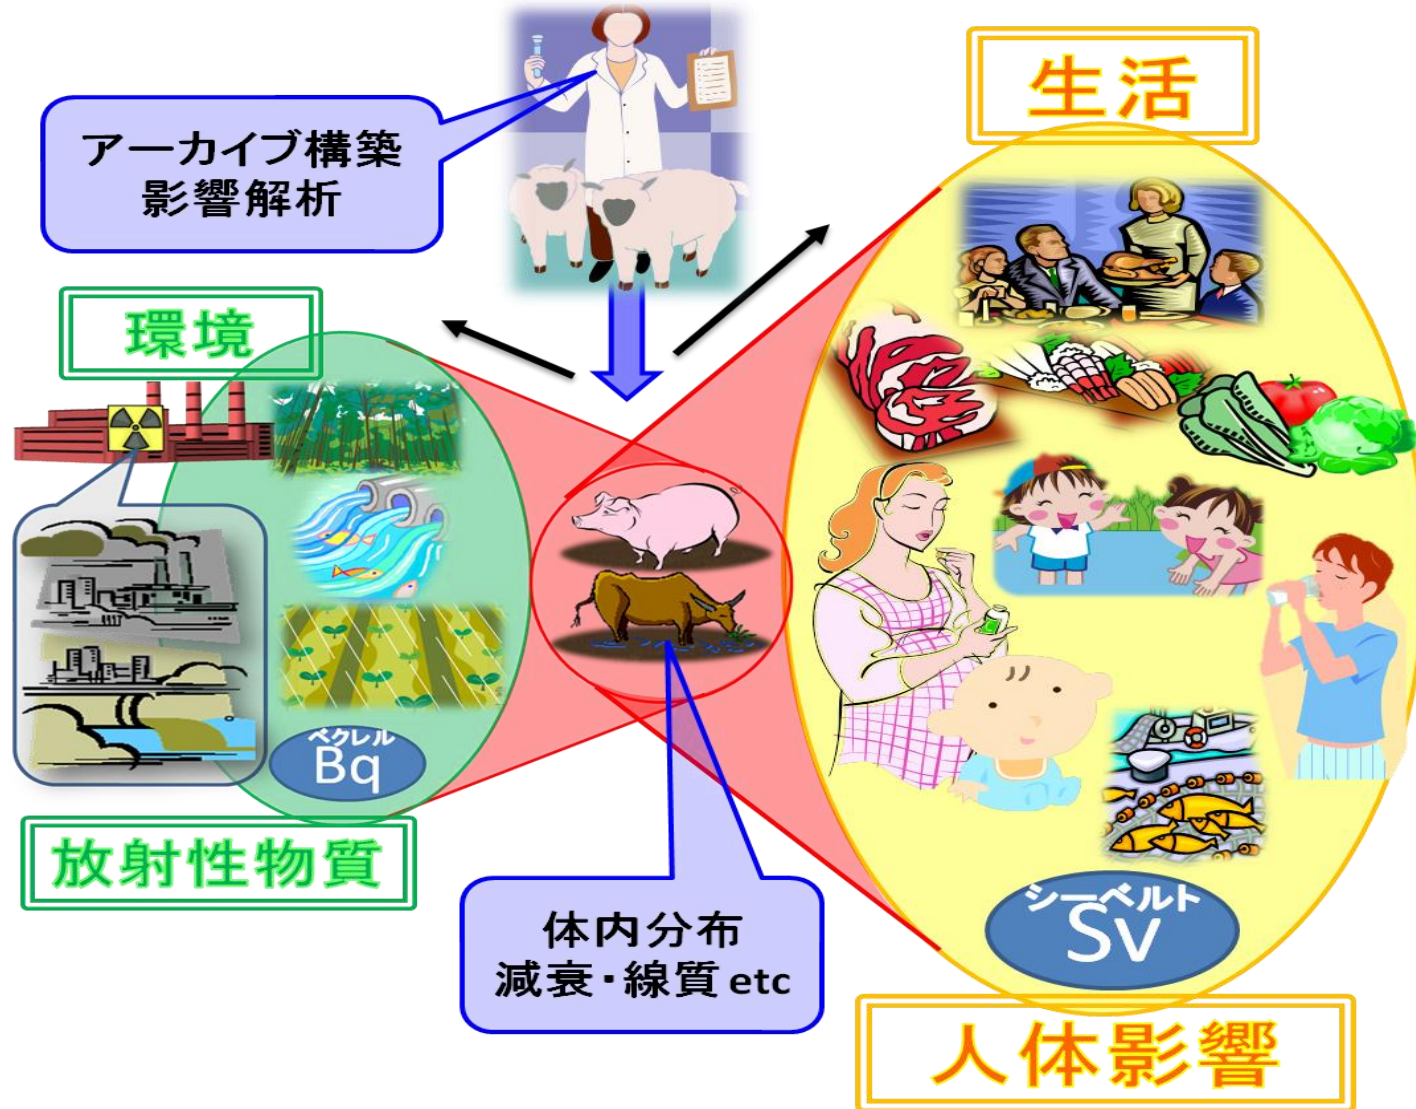 生活
アーカイブ構築
影響解析
環境
ベクレル
Bq
放射性物質
体内分布
減衰・線質 etc
シーベルト
Sv
人体影響